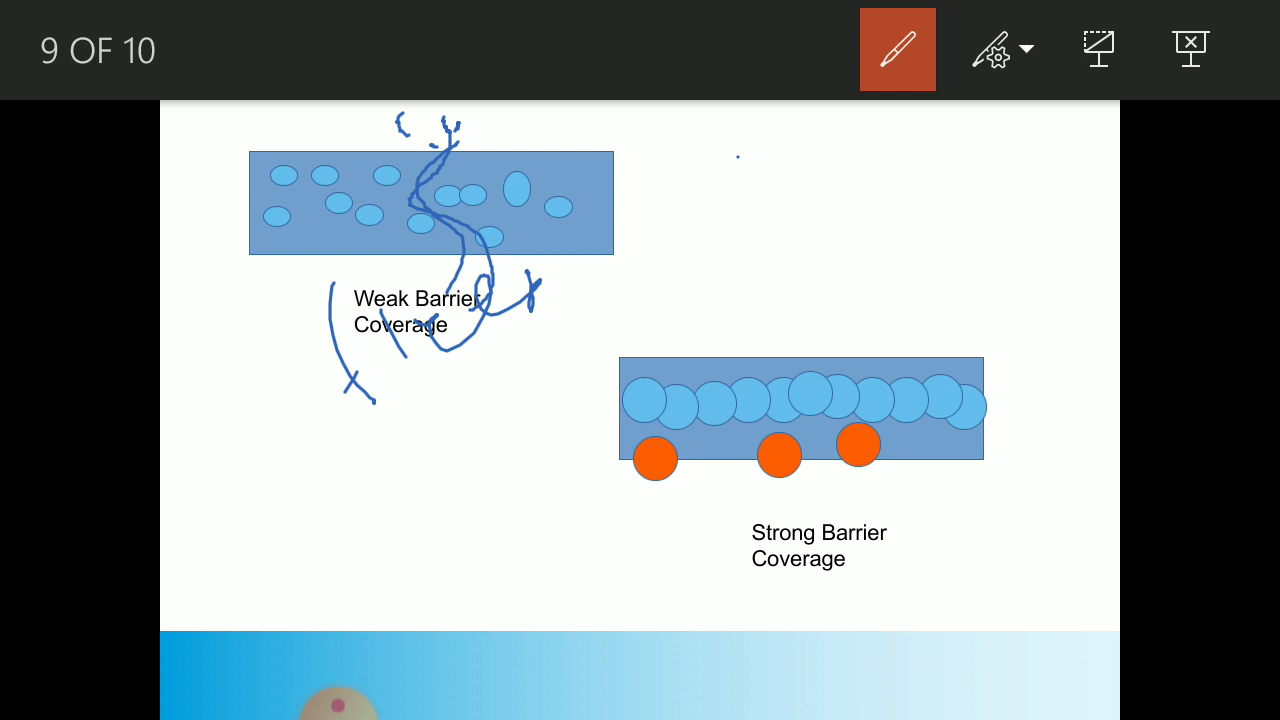 9 OF 10
Weak Barrier
Coverage
Strong Barrier
Coverage